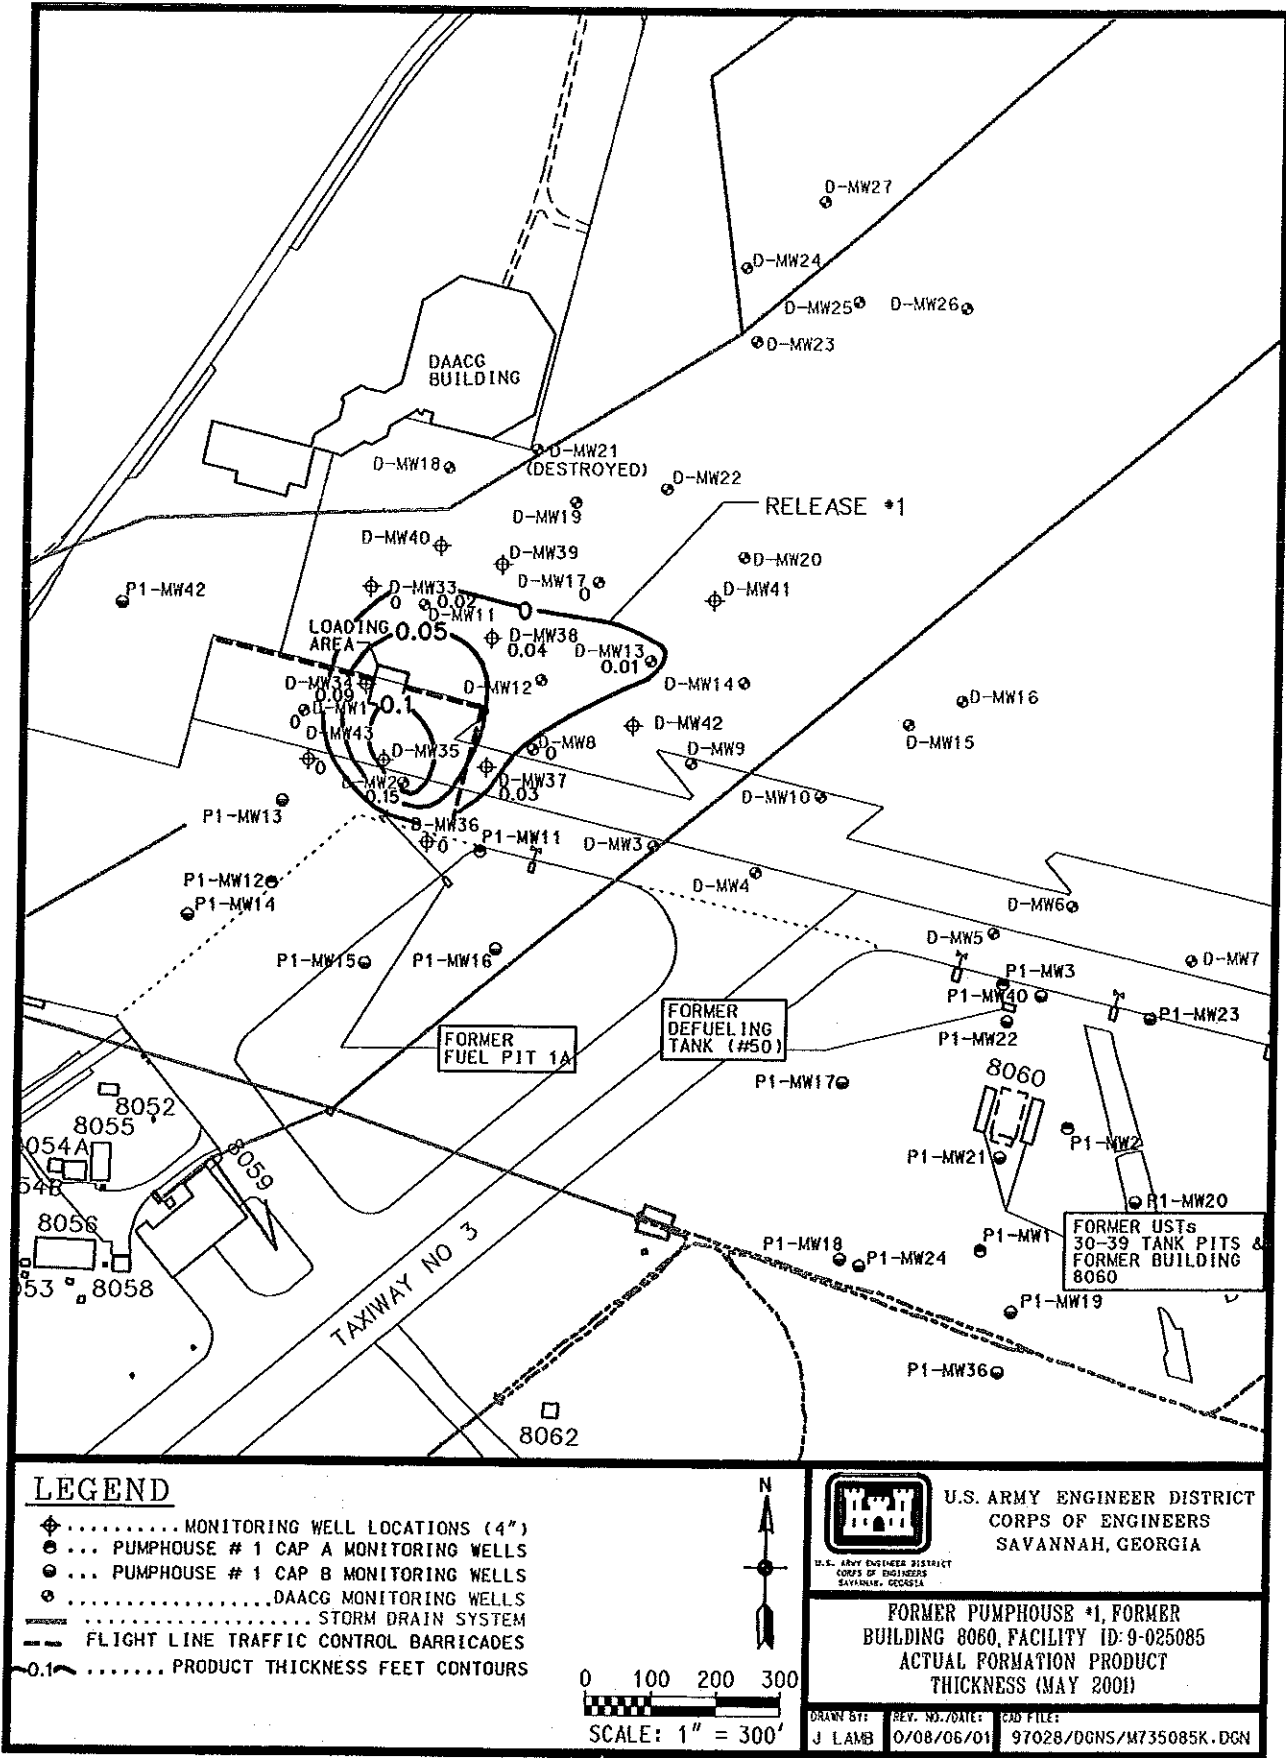 D-MW27
D-MW24
D-MW25
D-MW26
D-MW23
DAACG
BUILDING
D-MW21
(DESTROYED)
D-MW18
D-MW22
D-MW19
RELEASE #1
D-MW40
D-MW39
D-MW20
D-MW17
0
D-MW41
P1-MW42
D-MW33
0
0.02
D-MW11
0
LOADING
AREA
0.05
D-MW38
0.04
D-MW13
0.01
D-MW34
0.09
D-MW12
D-MW14
D-MW16
D-MW1
0
0.1
D-MW43
0
D-MW42
D-MW15
D-MW35
D-MW8
0
D-MW9
D-MW2
0.15
D-MW37
0.03
D-MW10
P1-MW13
D-MW36
0
P1-MW11
D-MW3
P1-MW12
D-MW4
P1-MW14
D-MW6
D-MW5
P1-MW15
P1-MW16
D-MW7
P1-MW3
P1-MW40
P1-MW23
P1-MW22
FORMER
FUEL PIT 1A
FORMER
DEFUELING
TANK (#50)
8060
P1-MW17
8052
8055
054A
54B
8059
P1-MW2
P1-MW21
P1-MW20
8056
053
8058
TAXIWAY NO 3
P1-MW18
P1-MW24
P1-MW1
FORMER USTs
30-39 TANK PITS &
FORMER BUILDING
8060
P1-MW19
P1-MW36
8062
LEGEND
.......... MONITORING WELL LOCATIONS (4")
... PUMPHOUSE # 1 CAP A MONITORING WELLS
... PUMPHOUSE # 1 CAP B MONITORING WELLS
.................. DAACG MONITORING WELLS
.................... STORM DRAIN SYSTEM
FLIGHT LINE TRAFFIC CONTROL BARRICADES
0.1 ....... PRODUCT THICKNESS FEET CONTOURS
N
0 100 200 300
SCALE: 1" = 300'
U.S. ARMY ENGINEER DISTRICT
CORPS OF ENGINEERS
SAVANNAH, GEORGIA
U.S. ARMY ENGINEER DISTRICT
CORPS OF ENGINEERS
SAVANNAH, GEORGIA
FORMER PUMPHOUSE #1, FORMER
BUILDING 8060, FACILITY ID: 9-025085
ACTUAL FORMATION PRODUCT
THICKNESS (MAY 2001)
DRAWN BY:
J LAMB
REV. NO./DATE:
0/08/06/01
CAD FILE:
97028/DGNS/M735085K.DGN